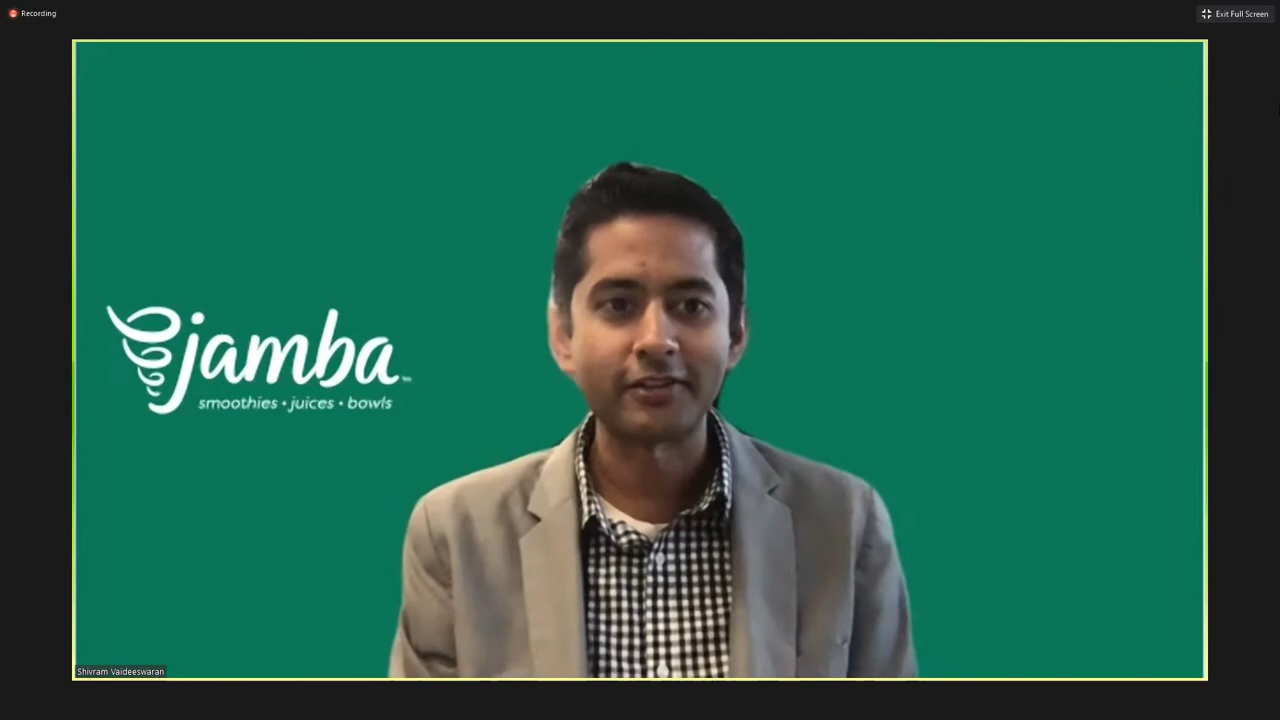 Recording
Exit Full Screen
jamba
smoothies • juices • bowls
Shivram Vaideeswaran